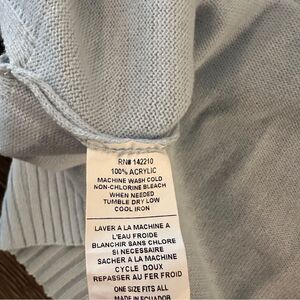 RN# 142210
100% ACRYLIC
MACHINE WASH COLD
NON-CHLORINE BLEACH
WHEN NEEDED
TUMBLE DRY LOW
COOL IRON
LAVER A LA MACHINE A
L'EAU FROIDE
BLANCHIR SANS CHLORE
SI NECESSAIRE
SACHER A LA MACHINE
CYCLE DOUX
REPASSER AU FER FROID
ONE SIZE FITS ALL
MADE IN ECUADOR